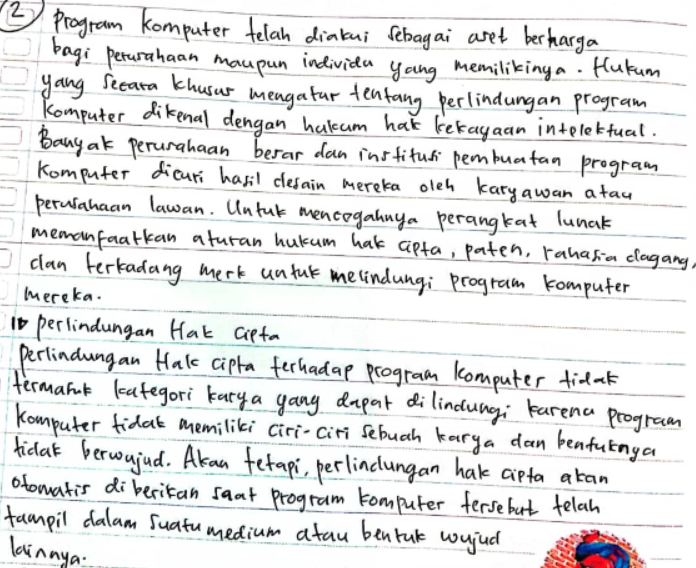 2 Program komputer telah diakui sebagai aset berharga
bagi perusahaan maupun individu yang memilikinya. Hukum
yang secara khusus mengatur tentang perlindungan program
komputer dikenal dengan hukum hak kekayaan intelektual.
Banyak perusahaan besar dan institusi pembuatan program
Komputer dicuri hasil desain mereka oleh karyawan atau
perusahaan lawan. Untuk mencegahnya perangkat lunak
memanfaatkan aturan hukum hak cipta, paten, rahasia dagang,
dan terkadang merk untuk melindungi program komputer
mereka.
1. perlindungan Hak cipta
Perlindungan Hak cipta terhadap program komputer tidak
termasuk kategori karya yang dapat dilindungi karena program
komputer tidak memiliki ciri-ciri sebuah karya dan bentuknya
tidak berwujud. Akan tetapi, perlindungan hak cipta akan
otomatis diberikan saat program komputer tersebut telah
tampil dalam suatu medium atau bentuk wujud
lainnya.